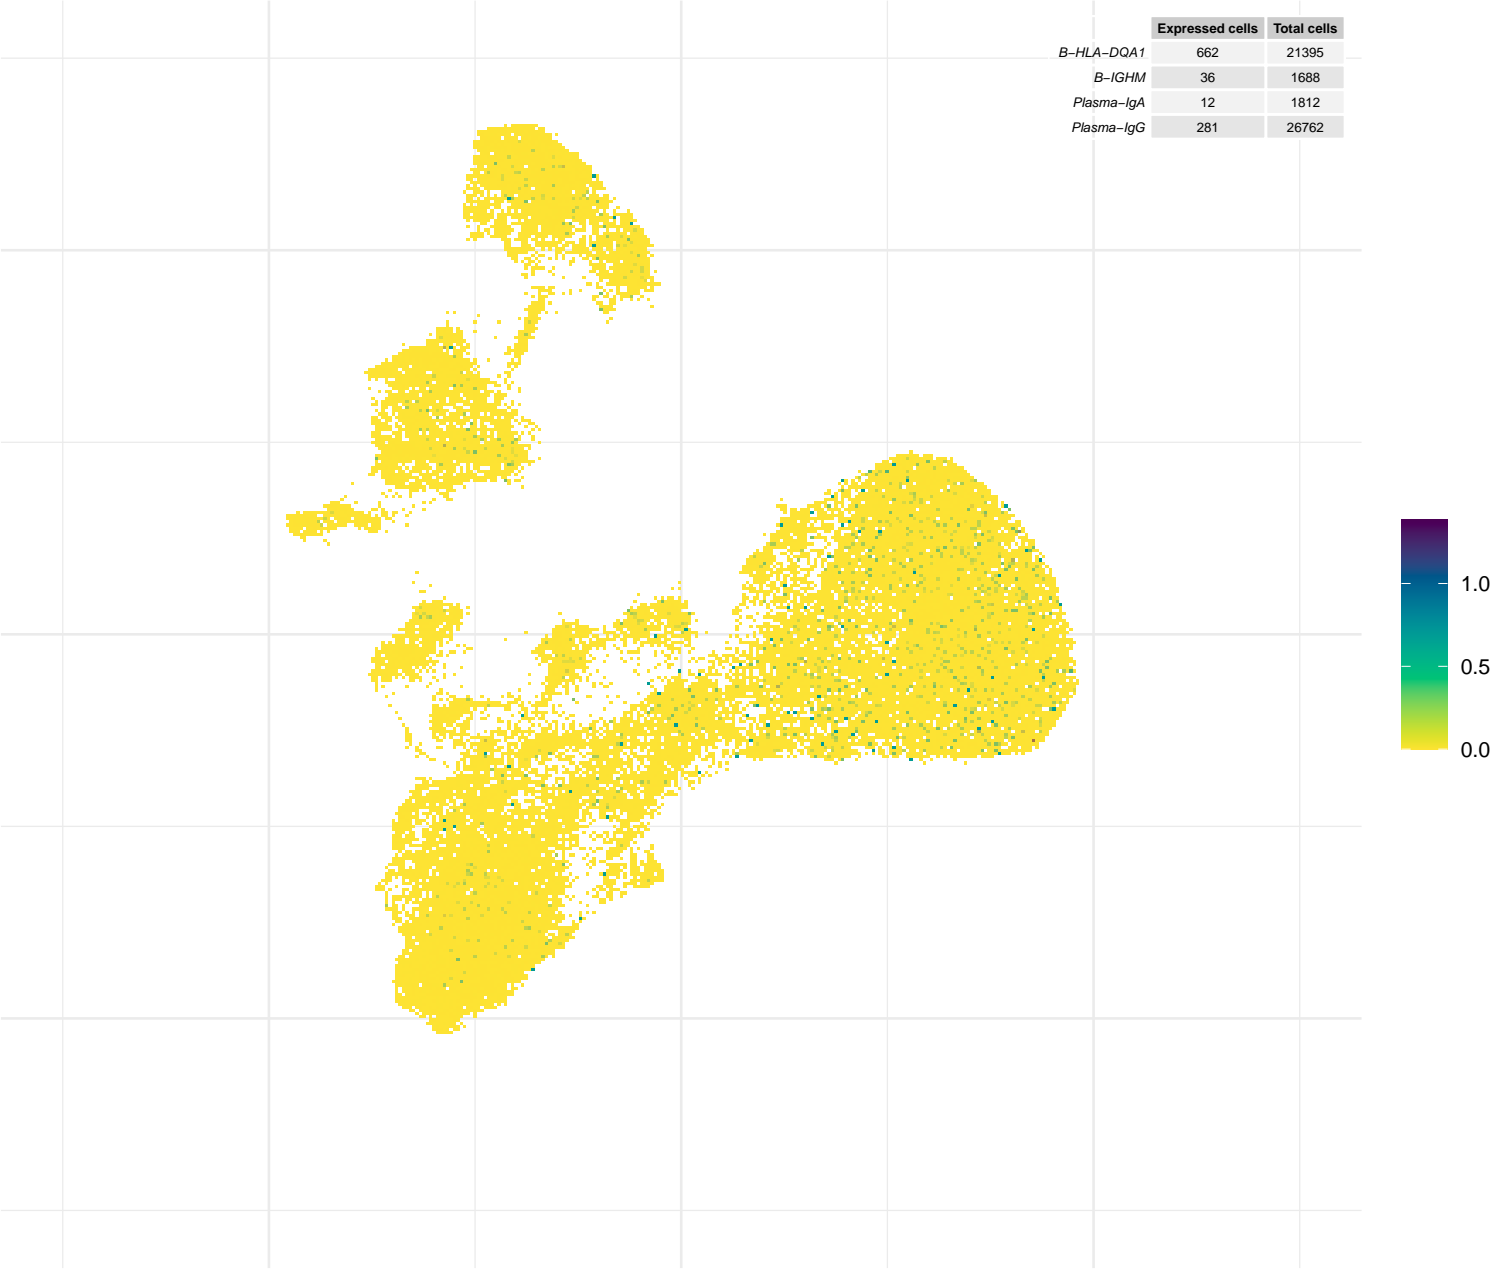 Expressed cells Total cells
B−HLA−DQA1 662 21395
B−IGHM 36 1688
Plasma−IgA 12 1812
Plasma−IgG 281 26762
1.0
0.5
0.0